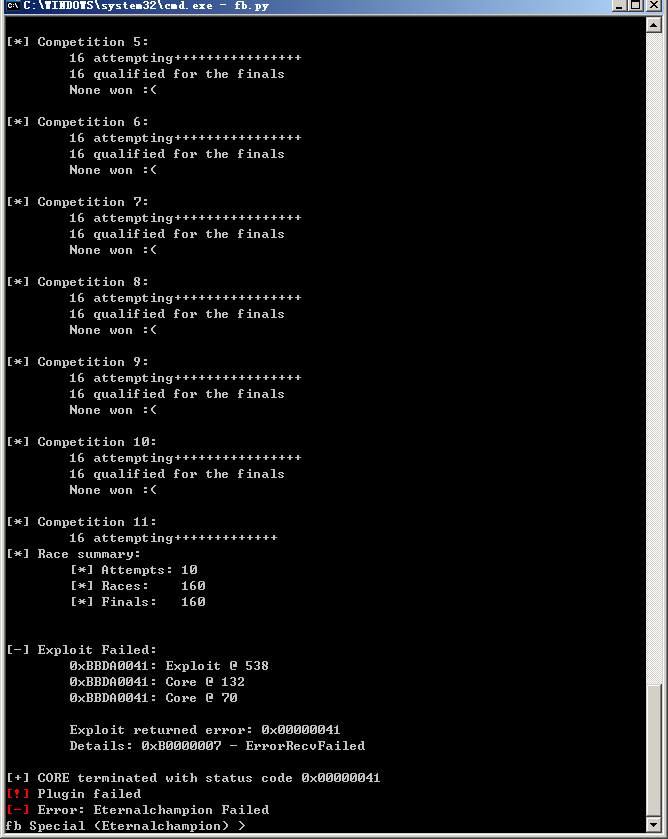 C:\WINDOWS\system32\cmd.exe - fb.py
[*] Competition 5:
16 attempting++++++++++++++++
16 qualified for the finals
None won :(
[*] Competition 6:
16 attempting++++++++++++++++
16 qualified for the finals
None won :(
[*] Competition 7:
16 attempting++++++++++++++++
16 qualified for the finals
None won :(
[*] Competition 8:
16 attempting++++++++++++++++
16 qualified for the finals
None won :(
[*] Competition 9:
16 attempting++++++++++++++++
16 qualified for the finals
None won :(
[*] Competition 10:
16 attempting++++++++++++++++
16 qualified for the finals
None won :(
[*] Competition 11:
16 attempting+++++++++++++
[*] Race summary:
[*] Attempts: 10
[*] Races: 160
[*] Finals: 160
[-] Exploit Failed:
0xBBDA0041: Exploit @ 538
0xBBDA0041: Core @ 132
0xBBDA0041: Core @ 70
Exploit returned error: 0x00000041
Details: 0xB0000007 - ErrorRecvFailed
[+] CORE terminated with status code 0x00000041
[!] Plugin failed
[-] Error: Eternalchampion Failed
fb Special (Eternalchampion) >